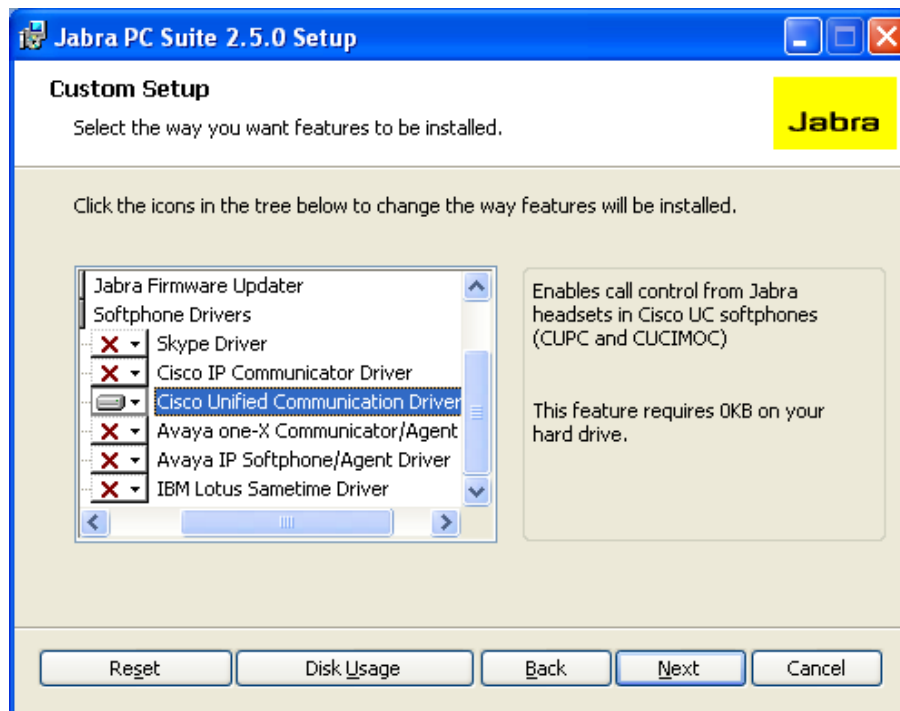 Jabra PC Suite 2.5.0 Setup
Custom Setup
Select the way you want features to be installed.
Jabra
Click the icons in the tree below to change the way features will be installed.
Jabra Firmware Updater
Softphone Drivers
Skype Driver
Cisco IP Communicator Driver
Cisco Unified Communication Driver
Avaya one-X Communicator/Agent
Avaya IP Softphone/Agent Driver
IBM Lotus Sametime Driver
Enables call control from Jabra
headsets in Cisco UC softphones
(CUPC and CUCIMOC)
This feature requires 0KB on your
hard drive.
Reset
Disk Usage
Back
Next
Cancel